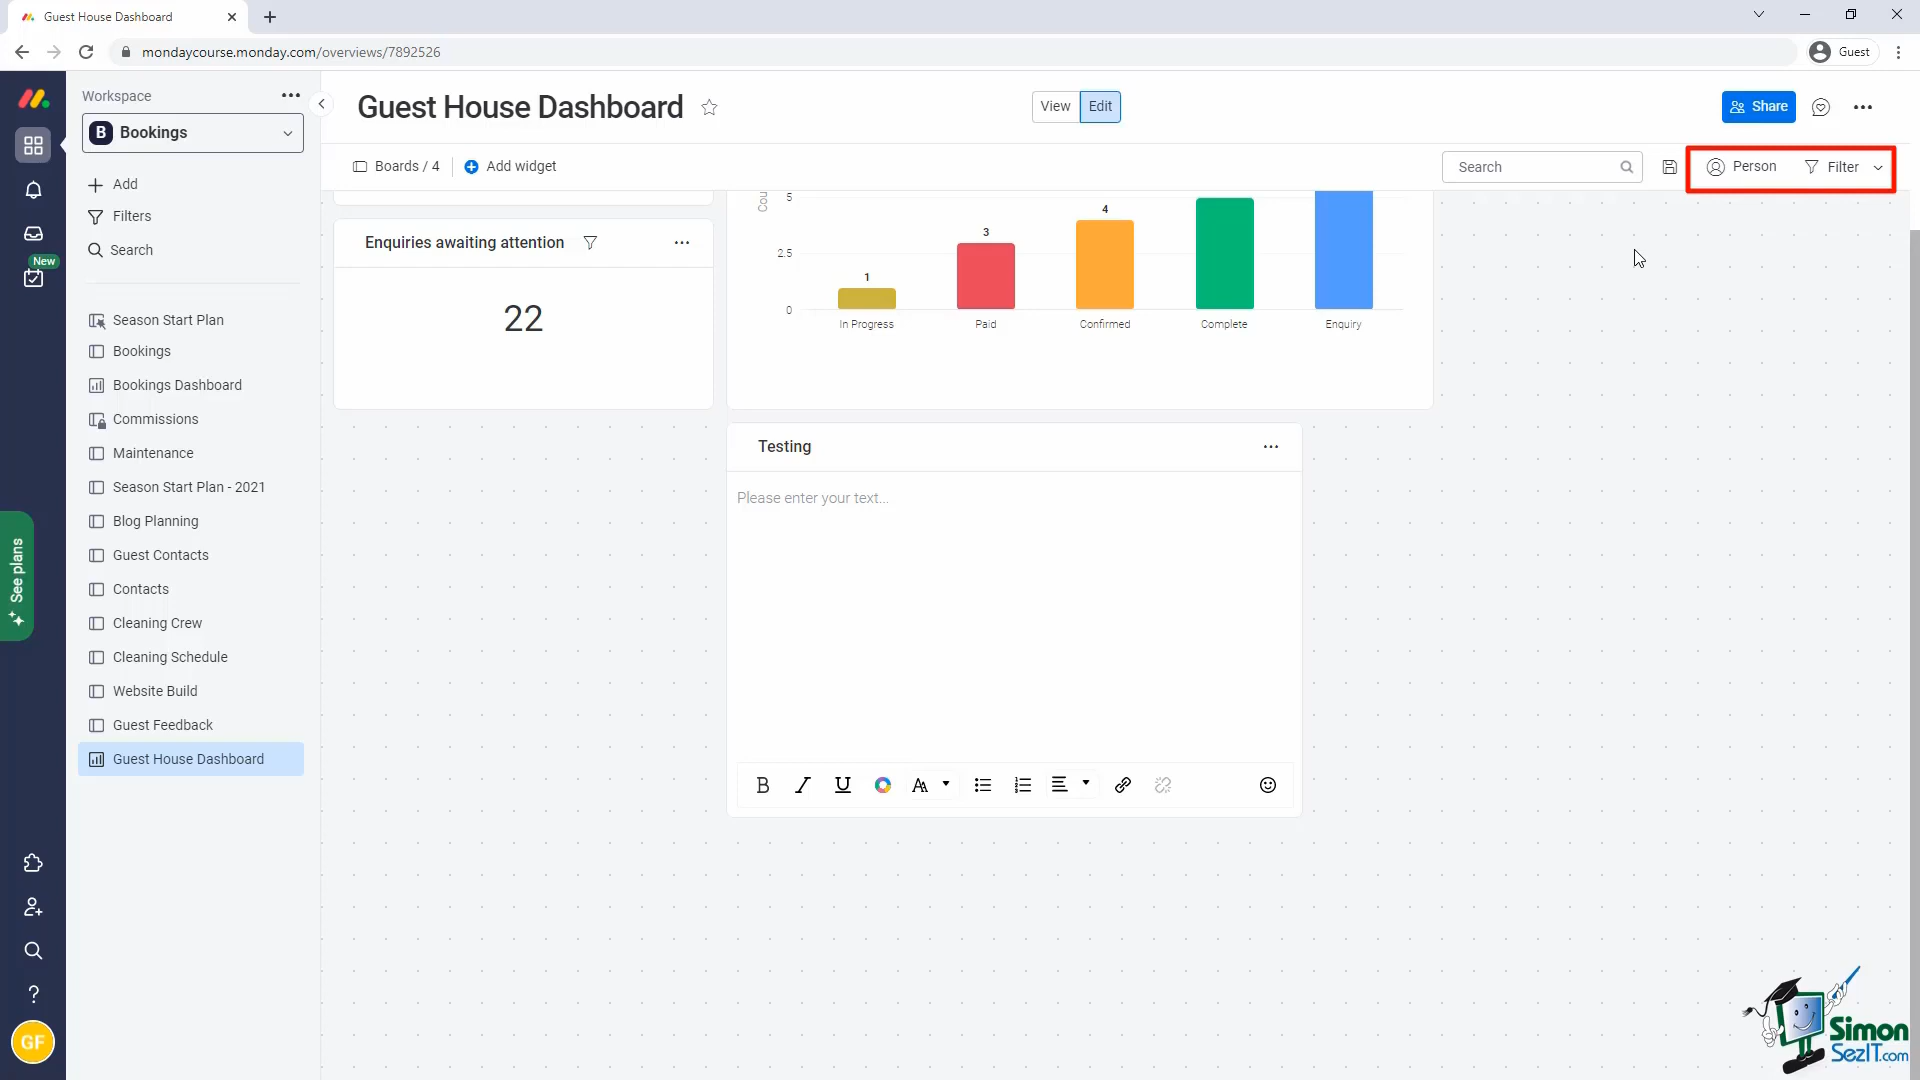 Guest House Dashboard
mondaycourse.monday.com/overviews/7892526
Guest
Workspace
B Bookings
Add
Filters
Search
New
Season Start Plan
Bookings
Bookings Dashboard
Commissions
Maintenance
Season Start Plan - 2021
Blog Planning
Guest Contacts
Contacts
Cleaning Crew
Cleaning Schedule
Website Build
Guest Feedback
Guest House Dashboard
See plans
GF
Guest House Dashboard
View Edit
Share
Boards / 4
Add widget
Search
Person
Filter
Enquiries awaiting attention
22
5
2.5
0
1
3
4
In Progress
Paid
Confirmed
Complete
Enquiry
Testing
Please enter your text...
Simon
SezIT.com